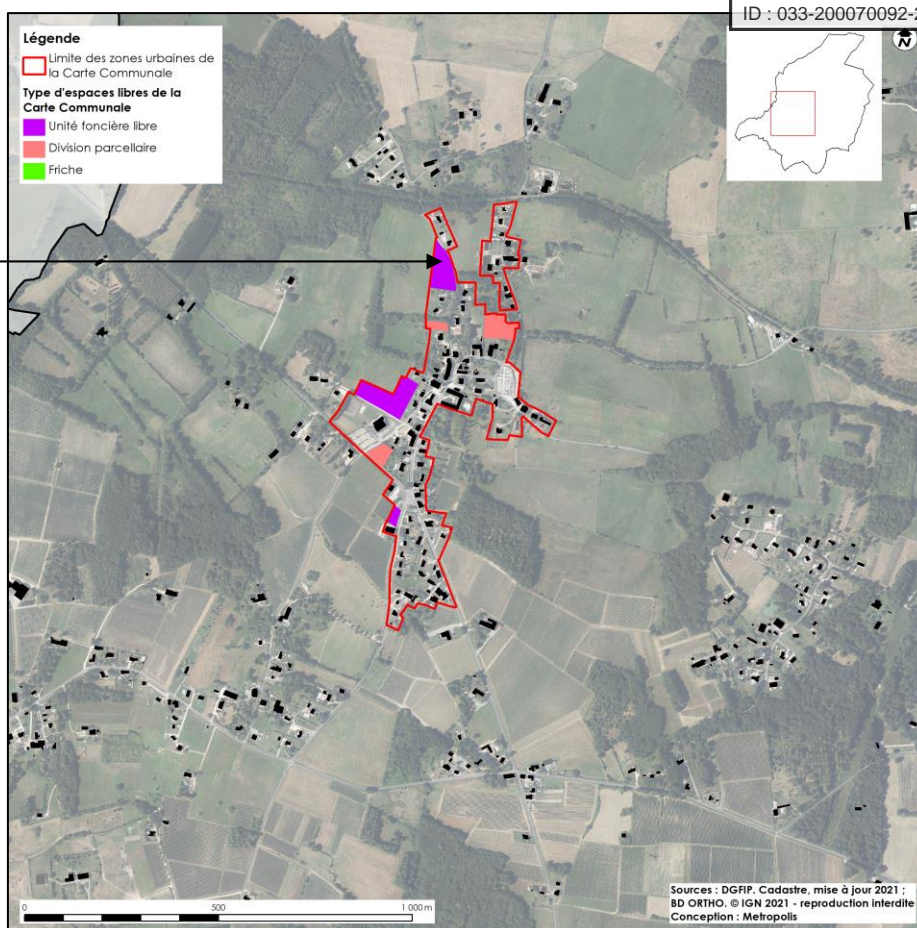 ID : 033-200070092-2
Légende
Limite des zones urbaines de
la Carte Communale
Type d'espaces libres de la
Carte Communale
Unité foncière libre
Division parcellaire
Friche
N
0 500 1 000 m
Sources : DGFIP. Cadastre, mise à jour 2021 ;
BD ORTHO. © IGN 2021 - reproduction interdite
Conception : Metropolis